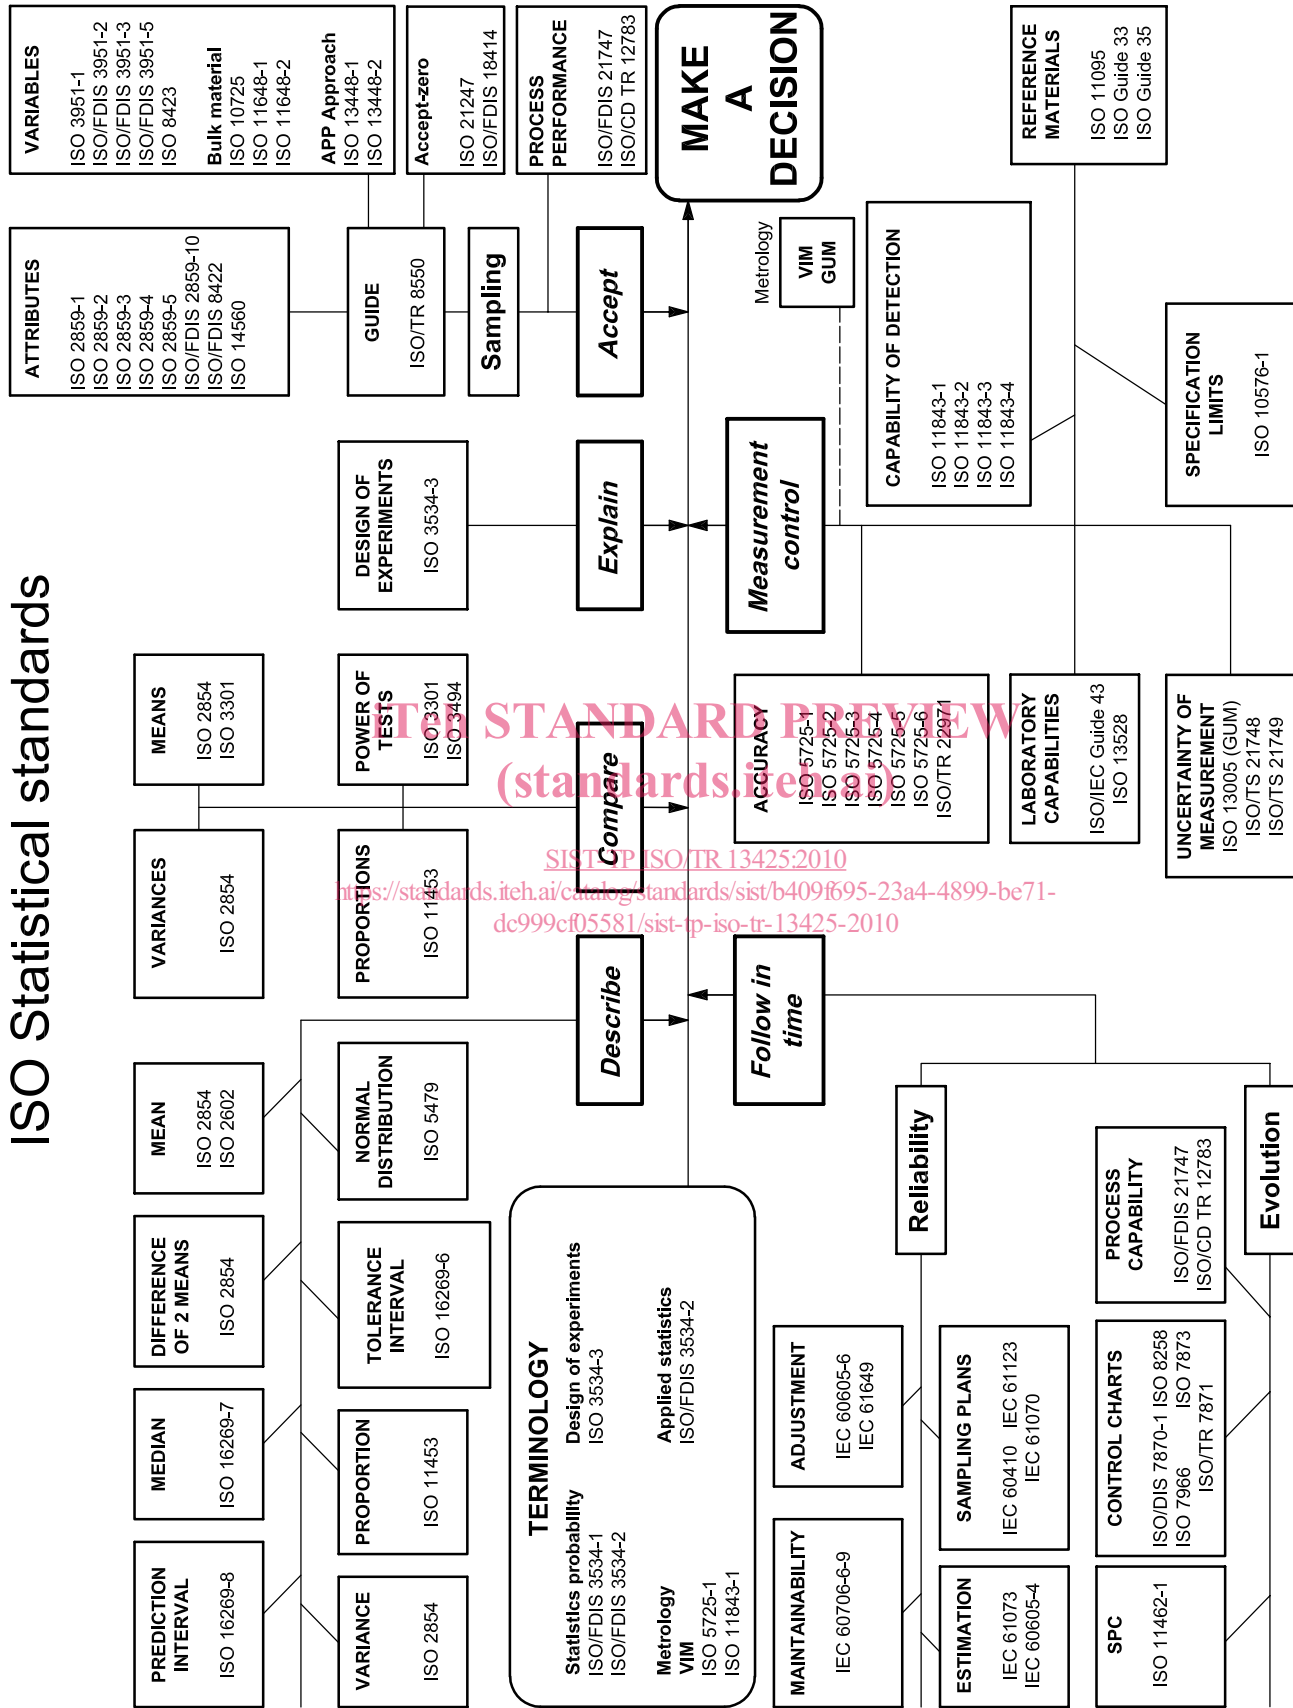 ISO Statistical standards
PREDICTION
INTERVAL
ISO 16269-8
MEDIAN
ISO 16269-7
DIFFERENCE
OF 2 MEANS
ISO 2854
MEAN
ISO 2854
ISO 2602
VARIANCES
ISO 2854
MEANS
ISO 2854
ISO 3301
ATTRIBUTES
ISO 2859-1
ISO 2859-2
ISO 2859-3
ISO 2859-4
ISO 2859-5
ISO/FDIS 2859-10
ISO/FDIS 8422
ISO 14560
VARIABLES
ISO 3951-1
ISO/FDIS 3951-2
ISO/FDIS 3951-3
ISO/FDIS 3951-5
ISO 8423
Bulk material
ISO 10725
ISO 11648-1
ISO 11648-2
APP Approach
ISO 13448-1
ISO 13448-2
VARIANCE
ISO 2854
PROPORTION
ISO 11453
TOLERANCE
INTERVAL
ISO 16269-6
NORMAL
DISTRIBUTION
ISO 5479
PROPORTIONS
ISO 11453
POWER OF
TESTS
ISO 3301
ISO 3494
DESIGN OF
EXPERIMENTS
ISO 3534-3
GUIDE
ISO/TR 8550
Accept-zero
ISO 21247
ISO/FDIS 18414
Sampling
PROCESS
PERFORMANCE
ISO/FDIS 21747
ISO/CD TR 12783
TERMINOLOGY
Statistics probability
ISO/FDIS 3534-1
ISO/FDIS 3534-2
Design of experiments
ISO 3534-3
Metrology
VIM
ISO 5725-1
ISO 11843-1
Applied statistics
ISO/FDIS 3534-2
Describe
Compare
Explain
Accept
MAKE
A
DECISION
Follow in
time
Measurement
control
Metrology
VIM
GUM
ACCURACY
ISO 5725-1
ISO 5725-2
ISO 5725-3
ISO 5725-4
ISO 5725-5
ISO 5725-6
ISO/TR 22971
CAPABILITY OF DETECTION
ISO 11843-1
ISO 11843-2
ISO 11843-3
ISO 11843-4
MAINTAINABILITY
IEC 60706-6-9
ADJUSTMENT
IEC 60605-6
IEC 61649
Reliability
ESTIMATION
IEC 61073
IEC 60605-4
SAMPLING PLANS
IEC 60410 IEC 61123
IEC 61070
LABORATORY
CAPABILITIES
ISO/IEC Guide 43
ISO 13528
REFERENCE
MATERIALS
ISO 11095
ISO Guide 33
ISO Guide 35
SPC
ISO 11462-1
CONTROL CHARTS
ISO/DIS 7870-1 ISO 8258
ISO 7966 ISO 7873
ISO/TR 7871
PROCESS
CAPABILITY
ISO/FDIS 21747
ISO/CD TR 12783
Evolution
UNCERTAINTY OF
MEASUREMENT
ISO 13005 (GUM)
ISO/TS 21748
ISO/TS 21749
SPECIFICATION
LIMITS
ISO 10576-1
iTeh STANDARD PREVIEW
(standards.iteh.ai)
SIST-TP ISO/TR 13425:2010
https://standards.iteh.ai/catalog/standards/sist/b409f695-23a4-4899-be71-
dc999cf05581/sist-tp-iso-tr-13425-2010